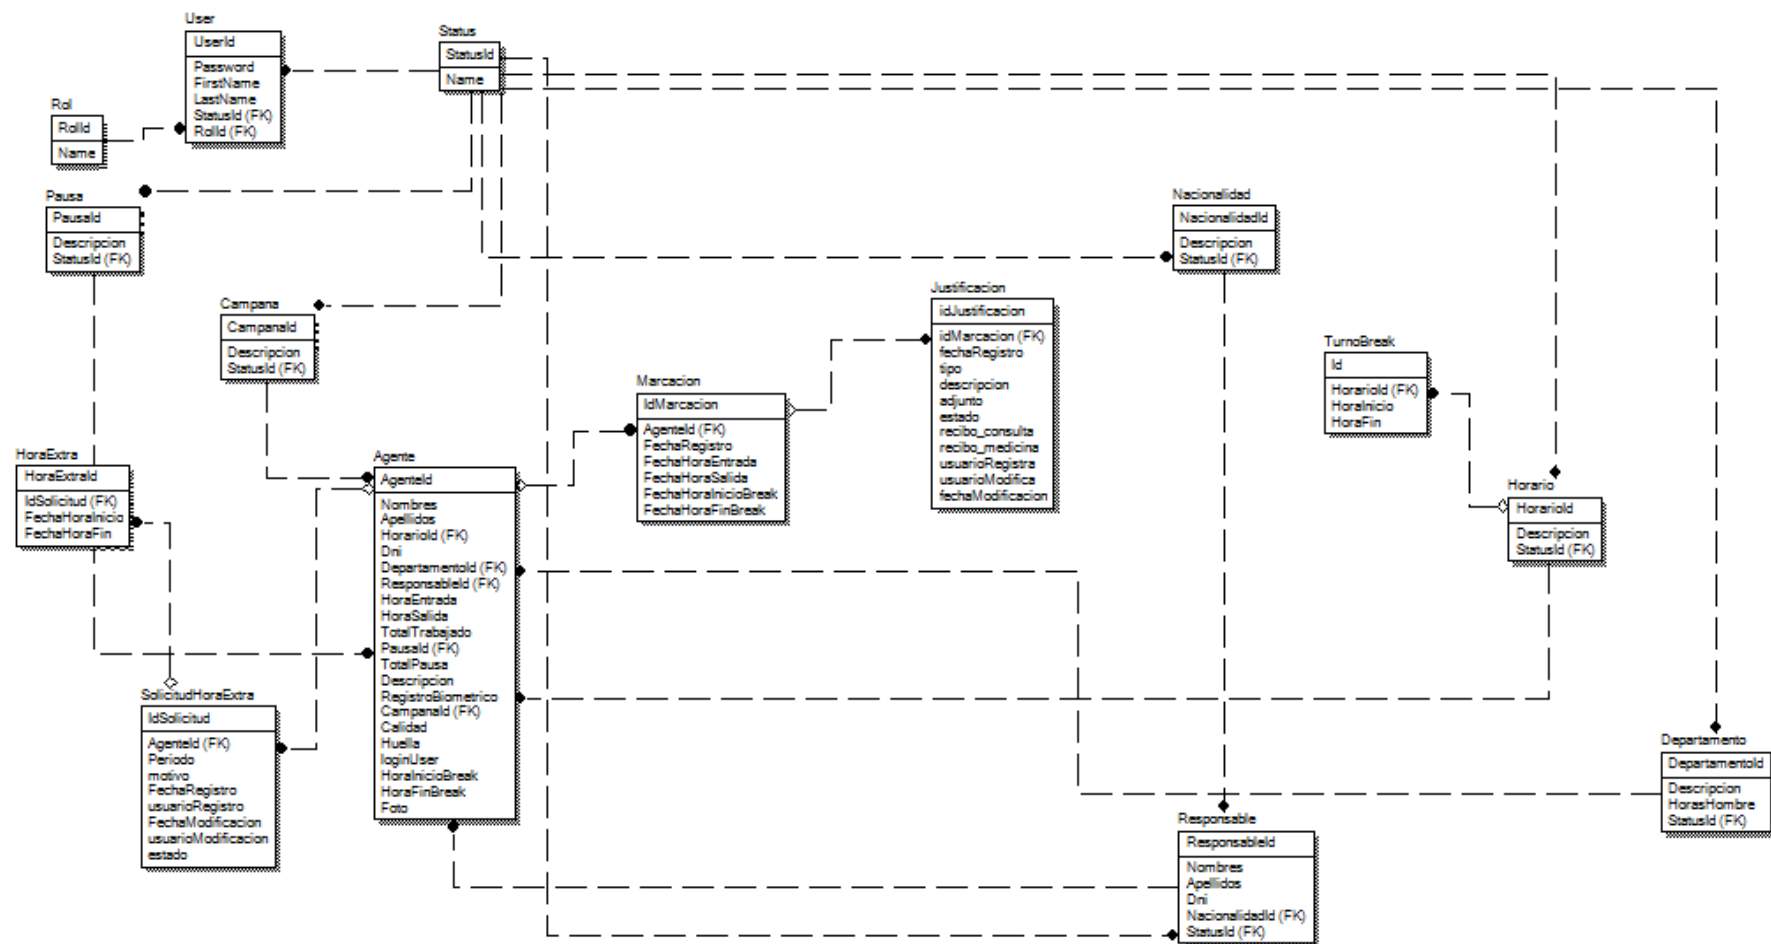 User
UserId
Password
FirstName
LastName
StatusId (FK)
RolId (FK)
Status
StatusId
Name
Rol
RolId
Name
Pausa
PausaId
Descripcion
StatusId (FK)
Nacionalidad
NacionalidadId
Descripcion
StatusId (FK)
Campana
CampanaId
Descripcion
StatusId (FK)
Justificacion
idJustificacion
idMarcacion (FK)
fechaRegistro
tipo
descripcion
adjunto
estado
recibo_consulta
recibo_medicina
usuarioRegistra
usuarioModifica
fechaModificacion
TurnoBreak
Id
HorarioId (FK)
HoraInicio
HoraFin
Marcacion
IdMarcacion
AgenteId (FK)
FechaRegistro
FechaHoraEntrada
FechaHoraSalida
FechaHoraInicioBreak
FechaHoraFinBreak
HoraExtra
HoraExtraId
IdSolicitud (FK)
FechaHoraInicio
FechaHoraFin
Agente
AgenteId
Nombres
Apellidos
HorarioId (FK)
Dni
DepartamentoId (FK)
ResponsableId (FK)
HoraEntrada
HoraSalida
TotalTrabajado
PausaId (FK)
TotalPausa
Descripcion
RegistroBiometrico
CampanaId (FK)
Calidad
Huella
loginUser
HoraInicioBreak
HoraFinBreak
Foto
Horario
HorarioId
Descripcion
StatusId (FK)
SolicitudHoraExtra
IdSolicitud
AgenteId (FK)
Periodo
motivo
FechaRegistro
usuarioRegistro
FechaModificacion
usuarioModificacion
estado
Departamento
DepartamentoId
Descripcion
HorasHombre
StatusId (FK)
Responsable
ResponsableId
Nombres
Apellidos
Dni
NacionalidadId (FK)
StatusId (FK)